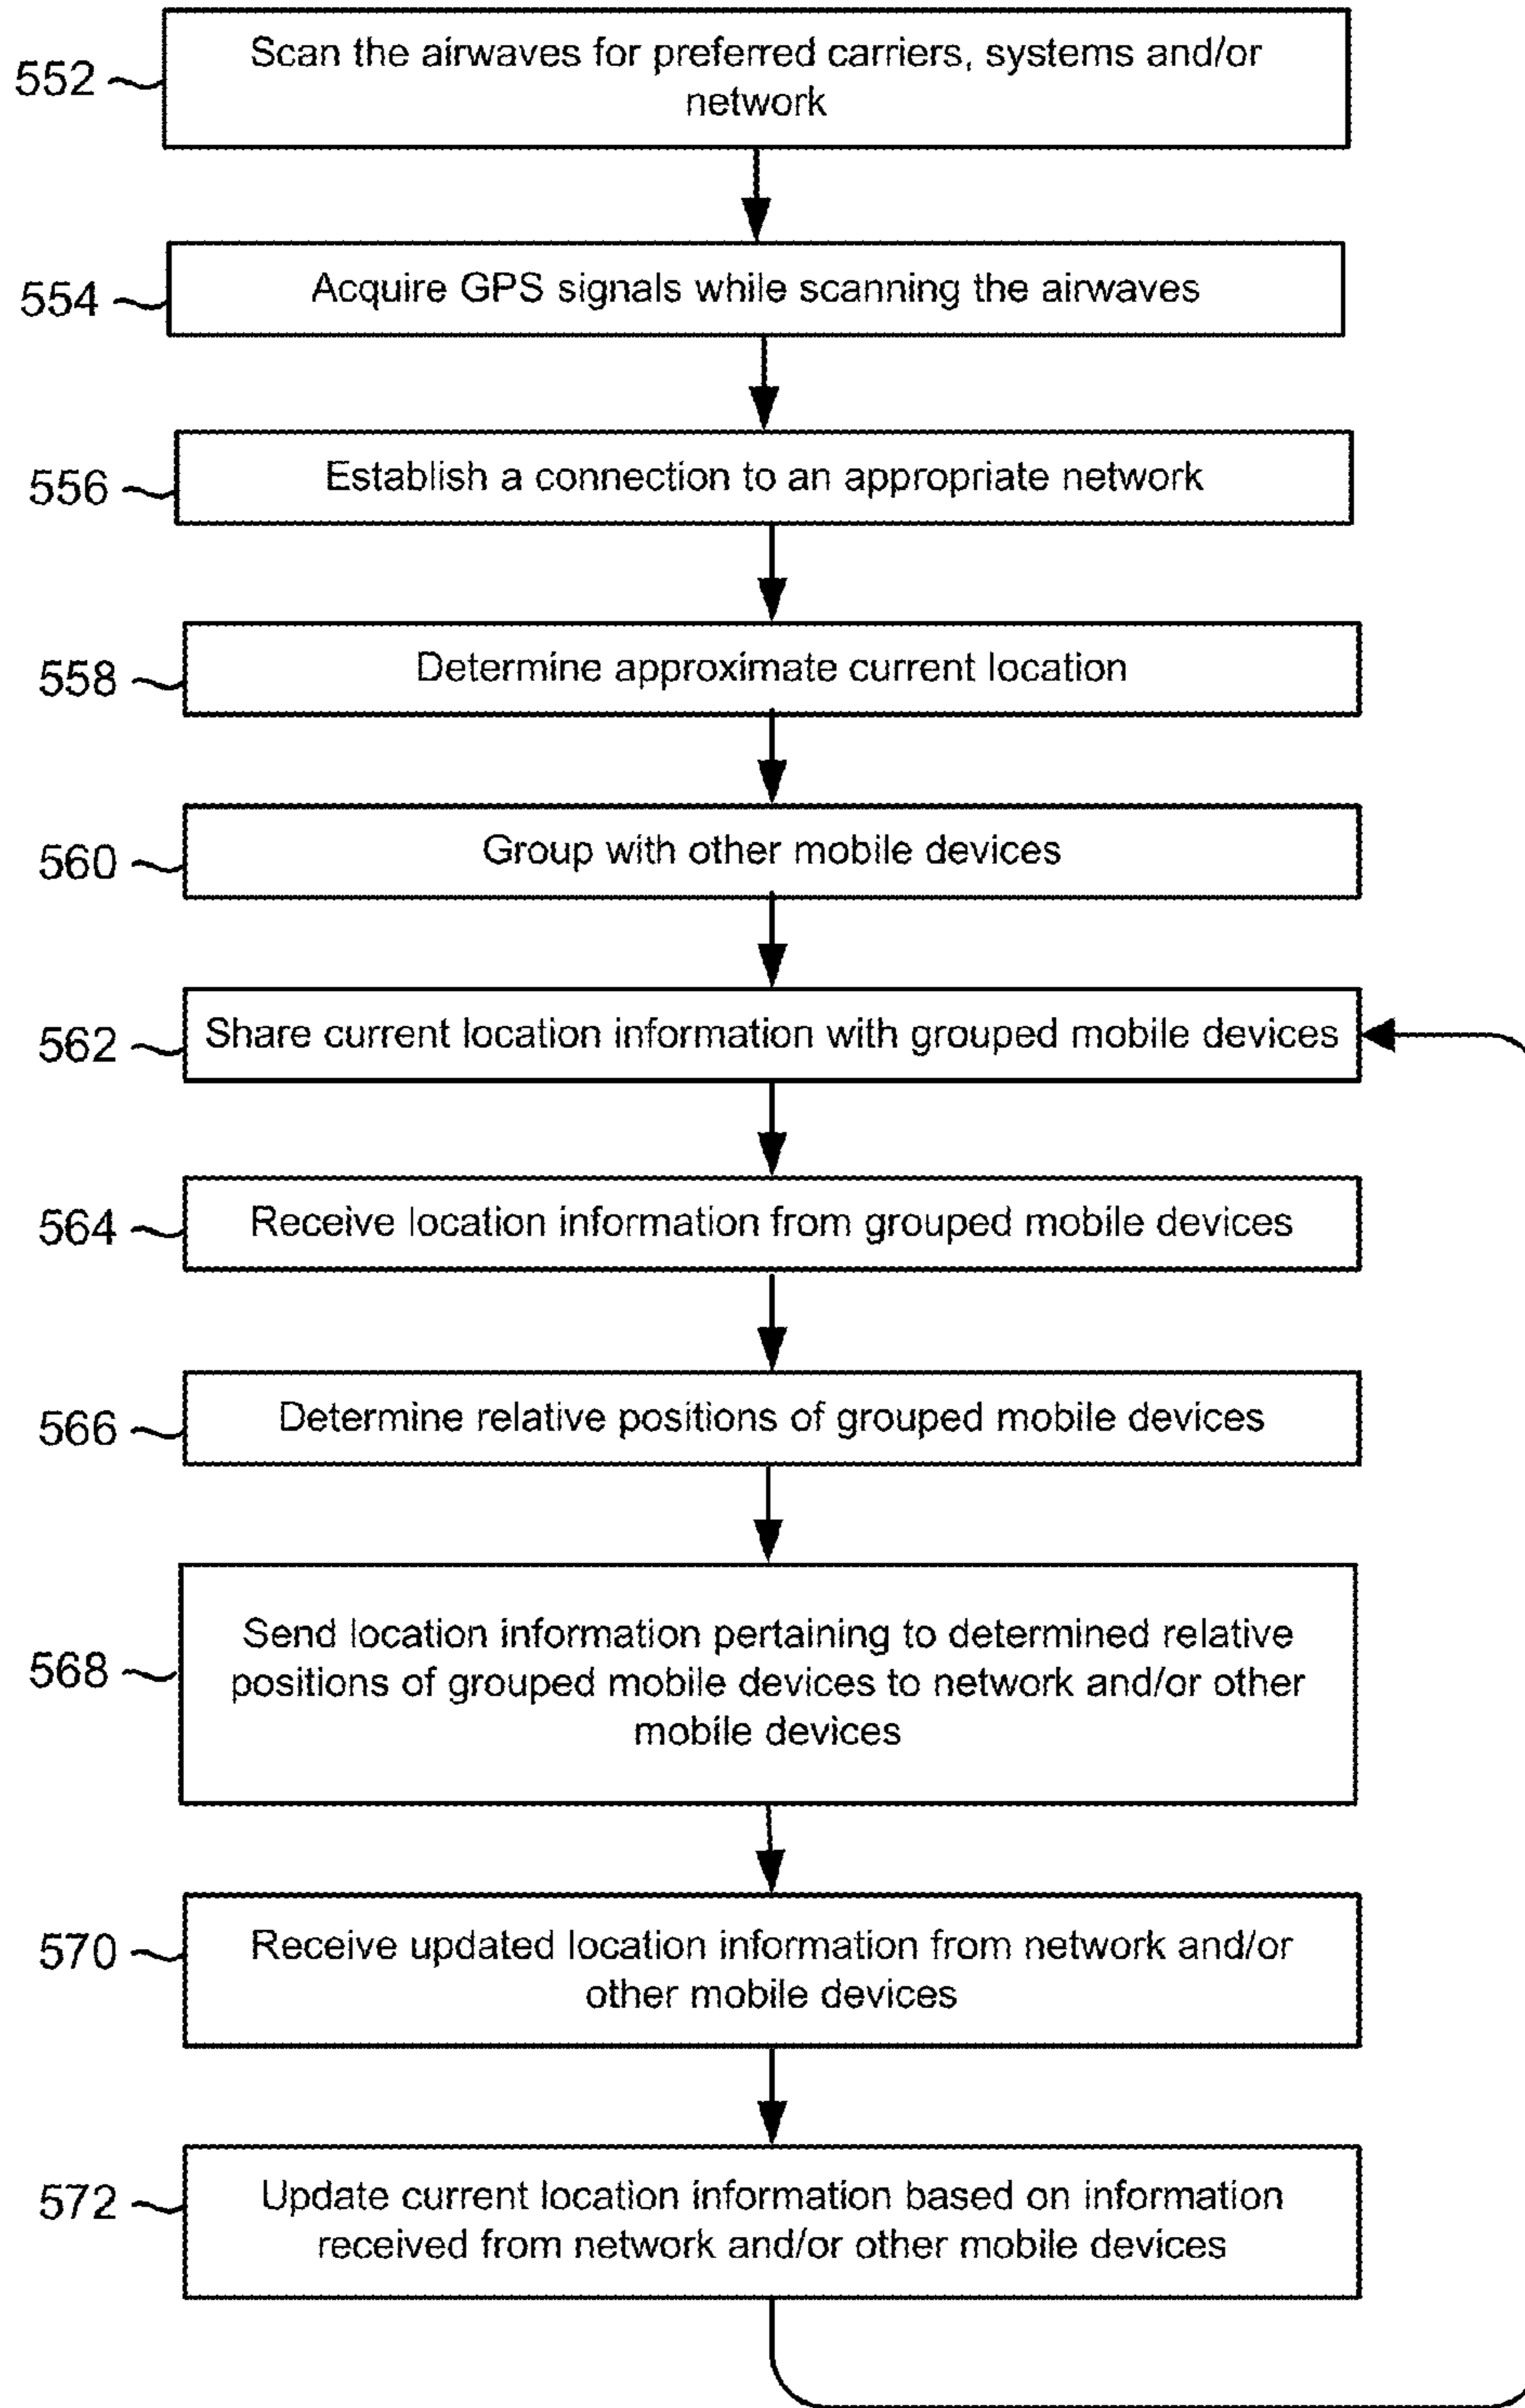 552
Scan the airwaves for preferred carriers, systems and/or
network
554
Acquire GPS signals while scanning the airwaves
556
Establish a connection to an appropriate network
558
Determine approximate current location
560
Group with other mobile devices
562
Share current location information with grouped mobile devices
564
Receive location information from grouped mobile devices
566
Determine relative positions of grouped mobile devices
568
Send location information pertaining to determined relative
positions of grouped mobile devices to network and/or other
mobile devices
570
Receive updated location information from network and/or
other mobile devices
572
Update current location information based on information
received from network and/or other mobile devices